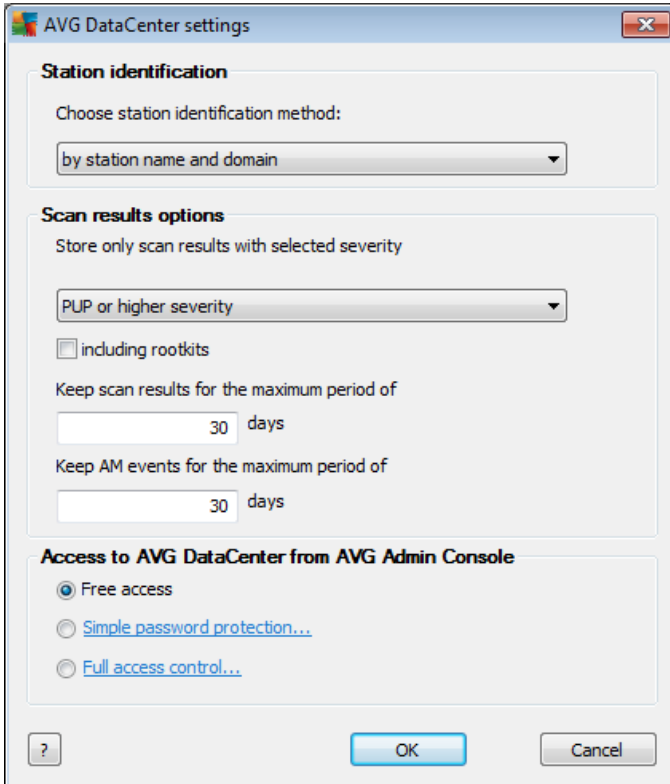 AVG DataCenter settings
Station identification
Choose station identification method:
by station name and domain
Scan results options
Store only scan results with selected severity
PUP or higher severity
including rootkits
Keep scan results for the maximum period of
30 days
Keep AM events for the maximum period of
30 days
Access to AVG DataCenter from AVG Admin Console
Free access
Simple password protection...
Full access control...
? OK Cancel